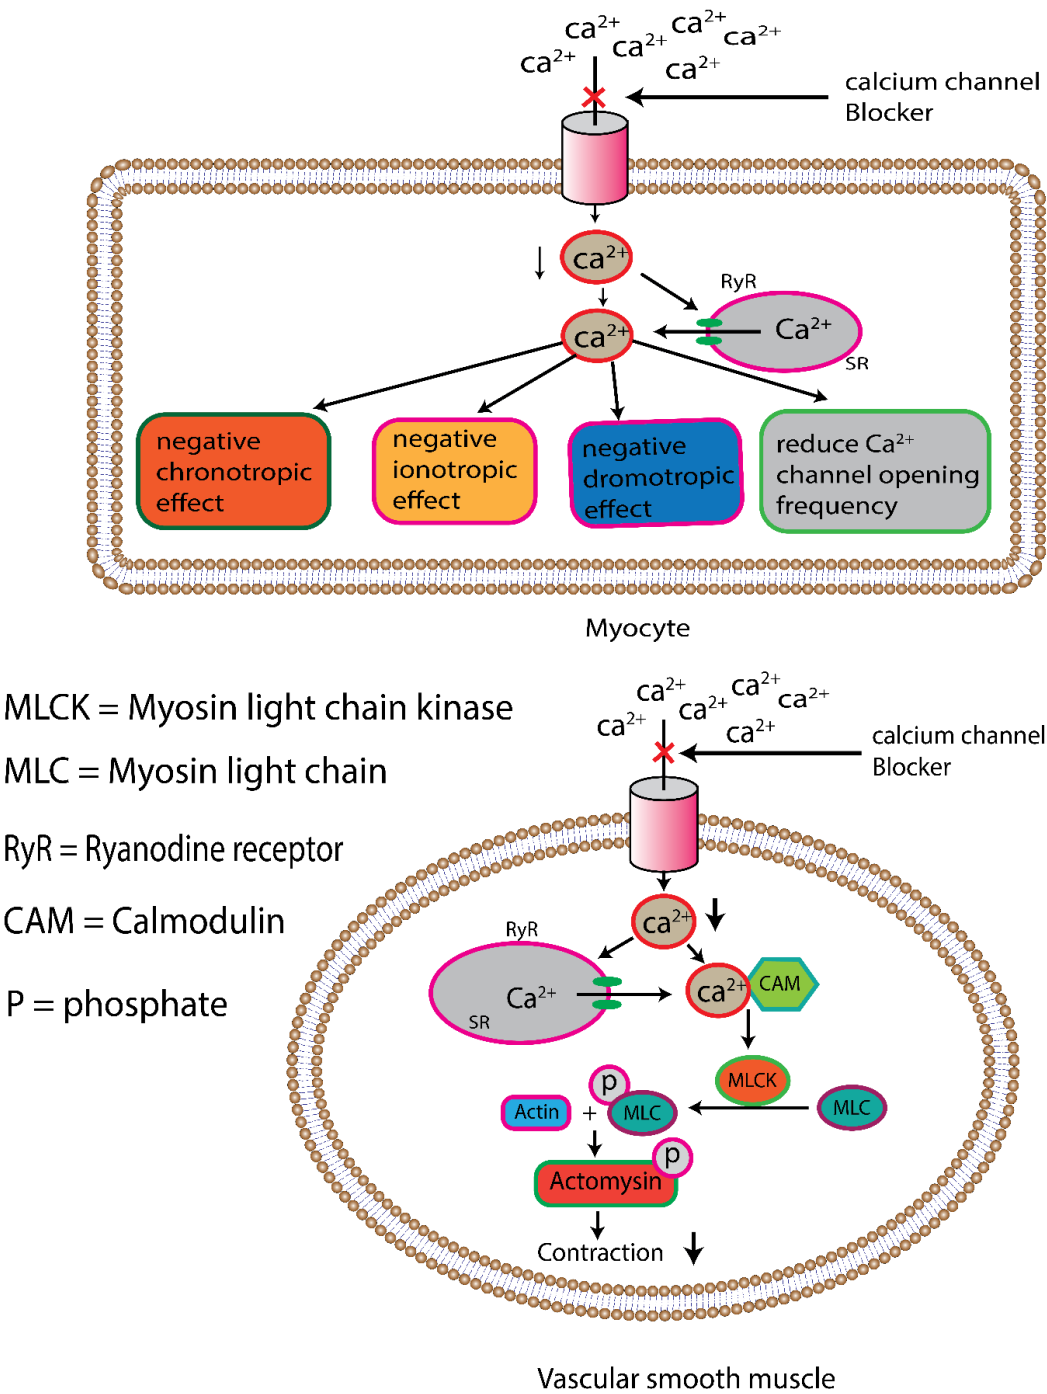 ca²⁺
ca²⁺
ca²⁺
ca²⁺
ca²⁺
ca²⁺
calcium channel
Blocker
ca²⁺
RyR
ca²⁺
Ca²⁺
SR
negative
chronotropic
effect
negative
ionotropic
effect
negative
dromotropic
effect
reduce Ca²⁺
channel opening
frequency
Myocyte
MLCK = Myosin light chain kinase
MLC = Myosin light chain
RyR = Ryanodine receptor
CAM = Calmodulin
P = phosphate
ca²⁺
ca²⁺
ca²⁺
ca²⁺
ca²⁺
ca²⁺
calcium channel
Blocker
ca²⁺
RyR
Ca²⁺
SR
ca²⁺
CAM
MLCK
MLC
p
MLC
+
Actin
p
Actomysin
Contraction
Vascular smooth muscle